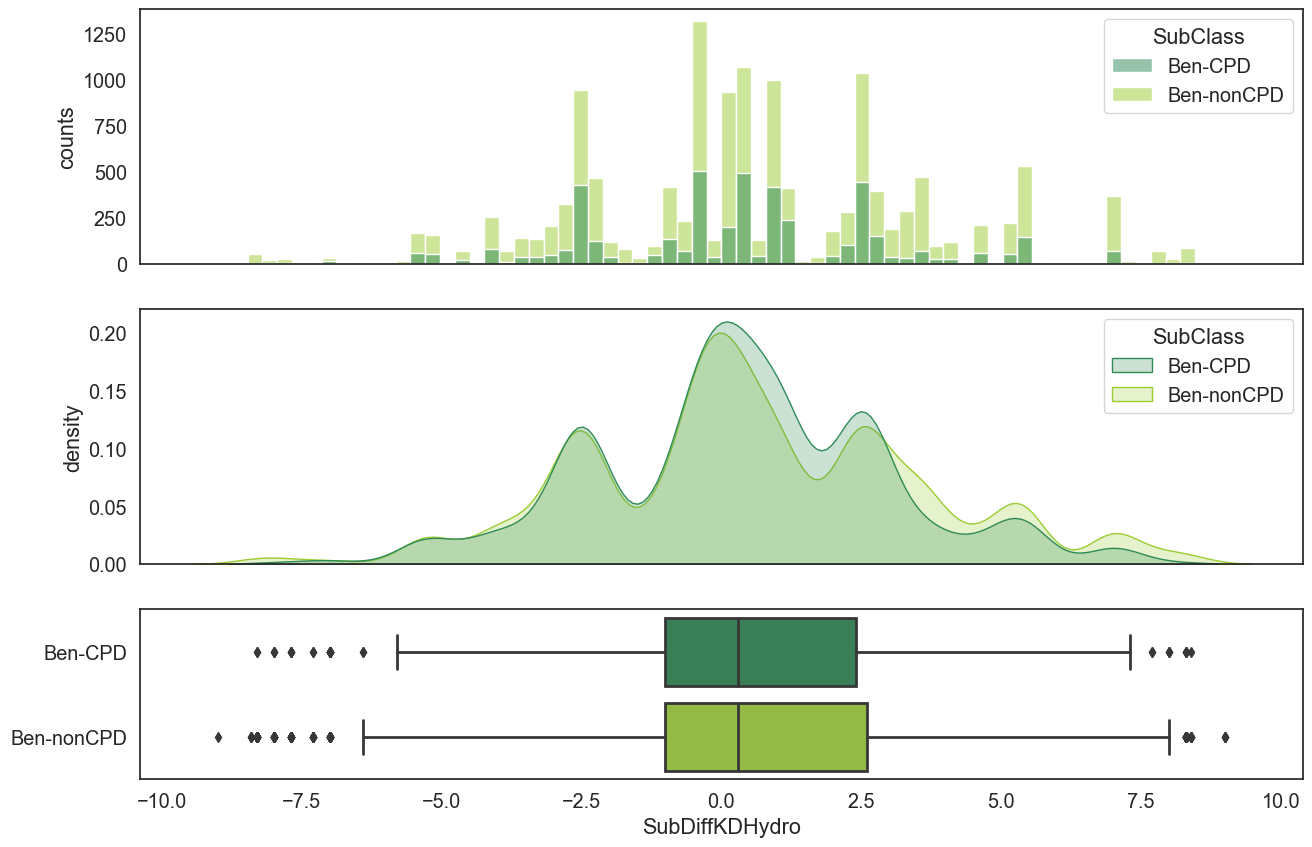 1250
1000
750
500
250
0
counts
SubClass
Ben-CPD
Ben-nonCPD
0.20
0.15
0.10
0.05
0.00
density
SubClass
Ben-CPD
Ben-nonCPD
Ben-CPD
Ben-nonCPD
−10.0 −7.5 −5.0 −2.5 0.0 2.5 5.0 7.5 10.0
SubDiffKDHydro